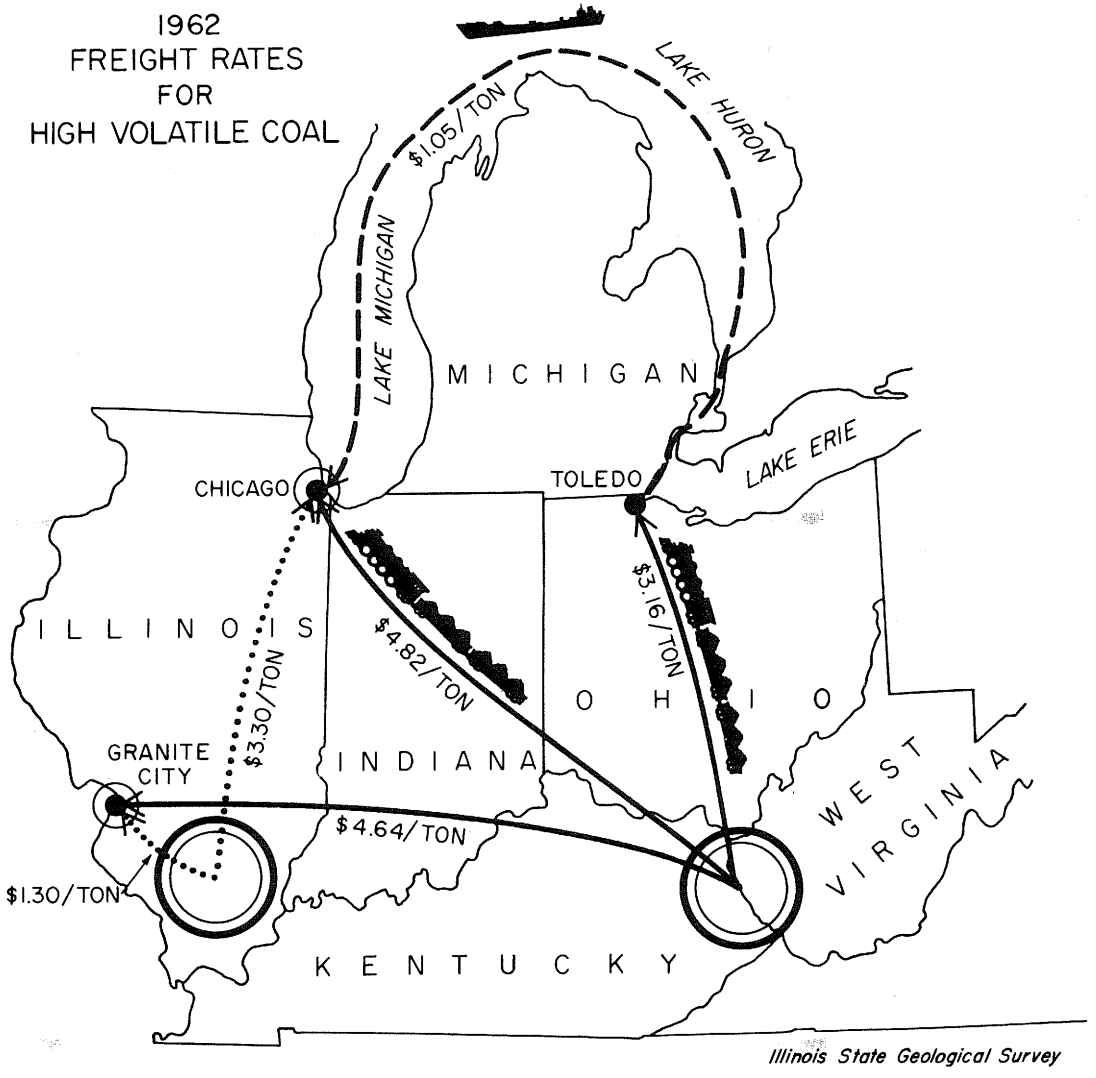 1962
FREIGHT RATES
FOR
HIGH VOLATILE COAL
$1.05/TON
LAKE HURON
LAKE MICHIGAN
MICHIGAN
LAKE ERIE
TOLEDO
CHICAGO
$3.16/TON
ILLINOIS
$4.82/TON
$3.30/TON
OHIO
GRANITE
CITY
INDIANA
WEST
VIRGINIA
$4.64/TON
$1.30/TON
KENTUCKY
Illinois State Geological Survey